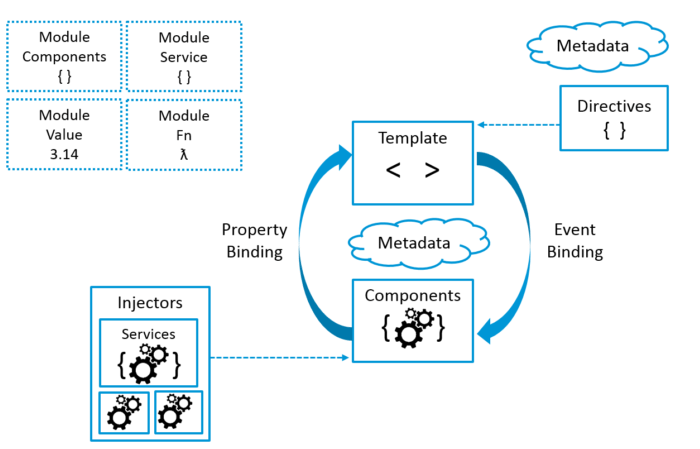 Module
Components
{ }
Module
Service
{ }
Module
Value
3.14
Module
Fn
ƛ
Metadata
Directives
{ }
Template
< >
Property
Binding
Metadata
Event
Binding
Components
{ }
Injectors
Services
{ }